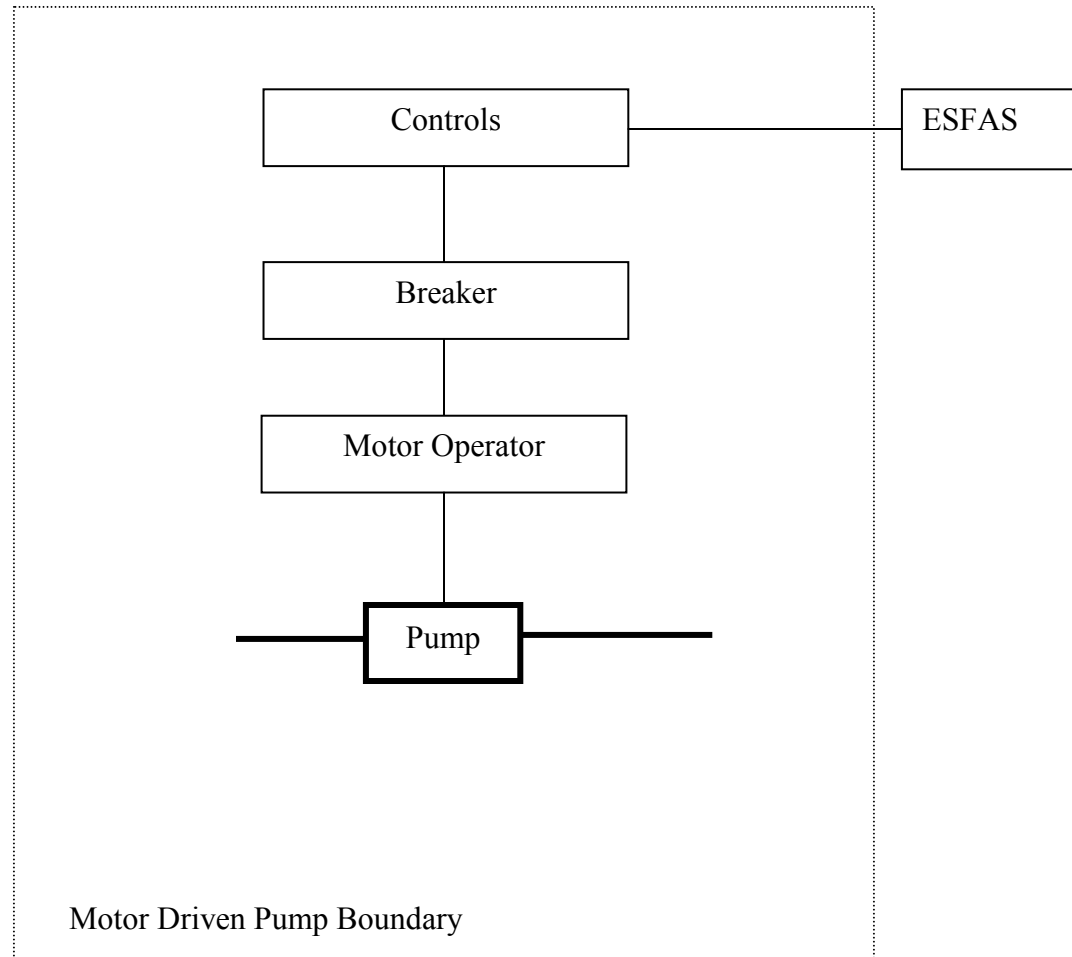 Controls
ESFAS
Breaker
Motor Operator
Pump
Motor Driven Pump Boundary